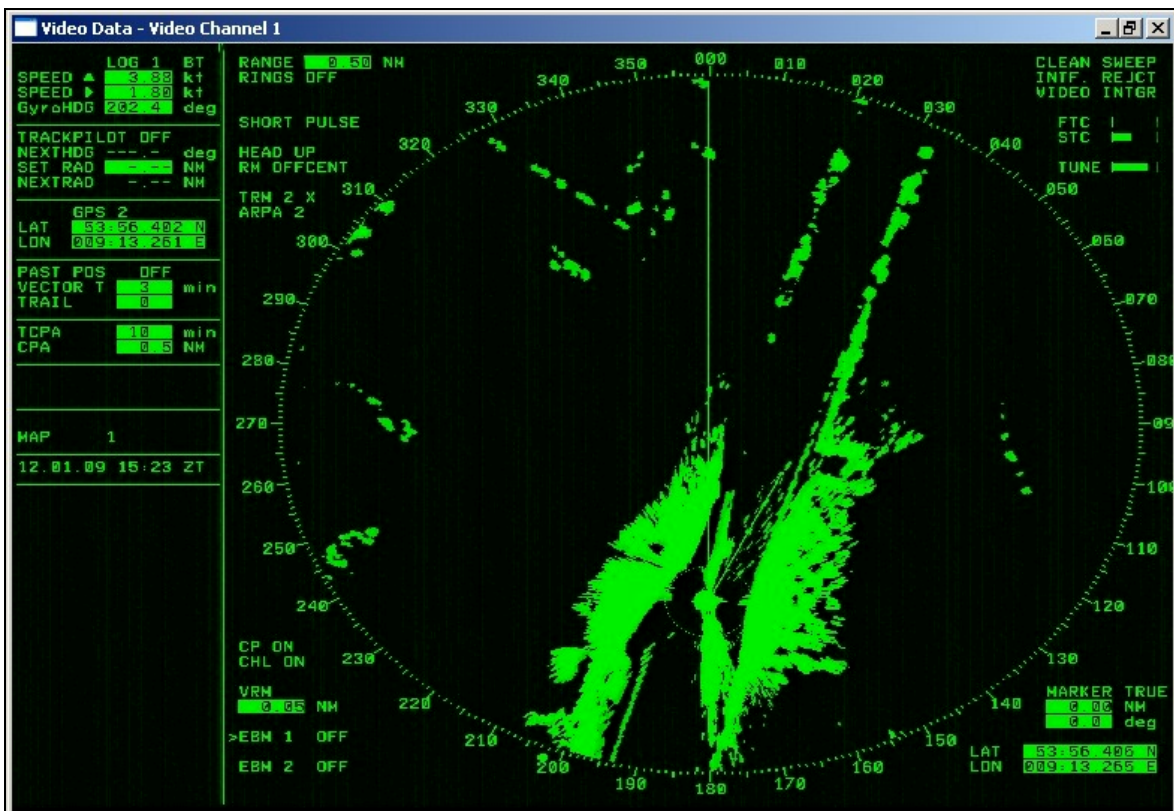 Video Data - Video Channel 1
LOG 1 BT
SPEED 3.88 kt
SPEED 1.80 kt
GyroHDG 202.4 deg
TRACKPILOT OFF
NEXTHDG ---.- deg
SET RAD -.-- NM
NEXTRAD -.-- NM
GPS 2
LAT 53:56.402 N
LON 009:13.261 E
PAST POS OFF
VECTOR T 3 min
TRAIL 0
TCPA 10 min
CPA 0.5 NM
MAP 1
12.01.09 15:23 ZT
RANGE 0.50 NM
RINGS OFF
SHORT PULSE
HEAD UP
RM OFFCENT
TRM 2 X
ARPA 2
CLEAN SWEEP
INTF. REJCT
VIDEO INTGR
FTC
STC
TUNE
000
010
020
030
040
050
060
070
080
09
100
110
120
130
140
150
160
170
180
190
200
210
220
230
240
250
260
270
280
290
300
310
320
330
340
350
CP ON
CHL ON
VRM
0.05 NM
>EBM 1 OFF
EBM 2 OFF
MARKER TRUE
0.00 NM
0.0 deg
LAT 53:56.406 N
LON 009:13.265 E